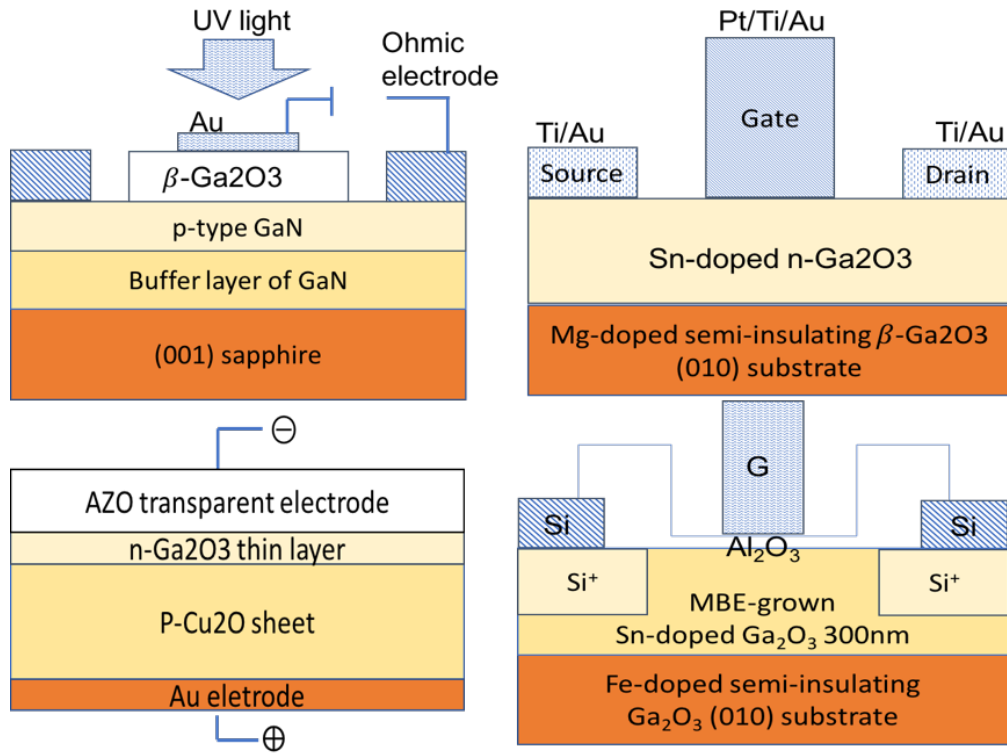 UV light
Ohmic
electrode
Au
β-Ga2O3
p-type GaN
Buffer layer of GaN
(001) sapphire
Pt/Ti/Au
Gate
Ti/Au
Ti/Au
Source
Drain
Sn-doped n-Ga2O3
Mg-doped semi-insulating β-Ga2O3
(010) substrate
⊖
AZO transparent electrode
n-Ga2O3 thin layer
P-Cu2O sheet
Au eletrode
⊕
G
Si
Si
Al₂O₃
Si⁺
Si⁺
MBE-grown
Sn-doped Ga₂O₃ 300nm
Fe-doped semi-insulating
Ga₂O₃ (010) substrate